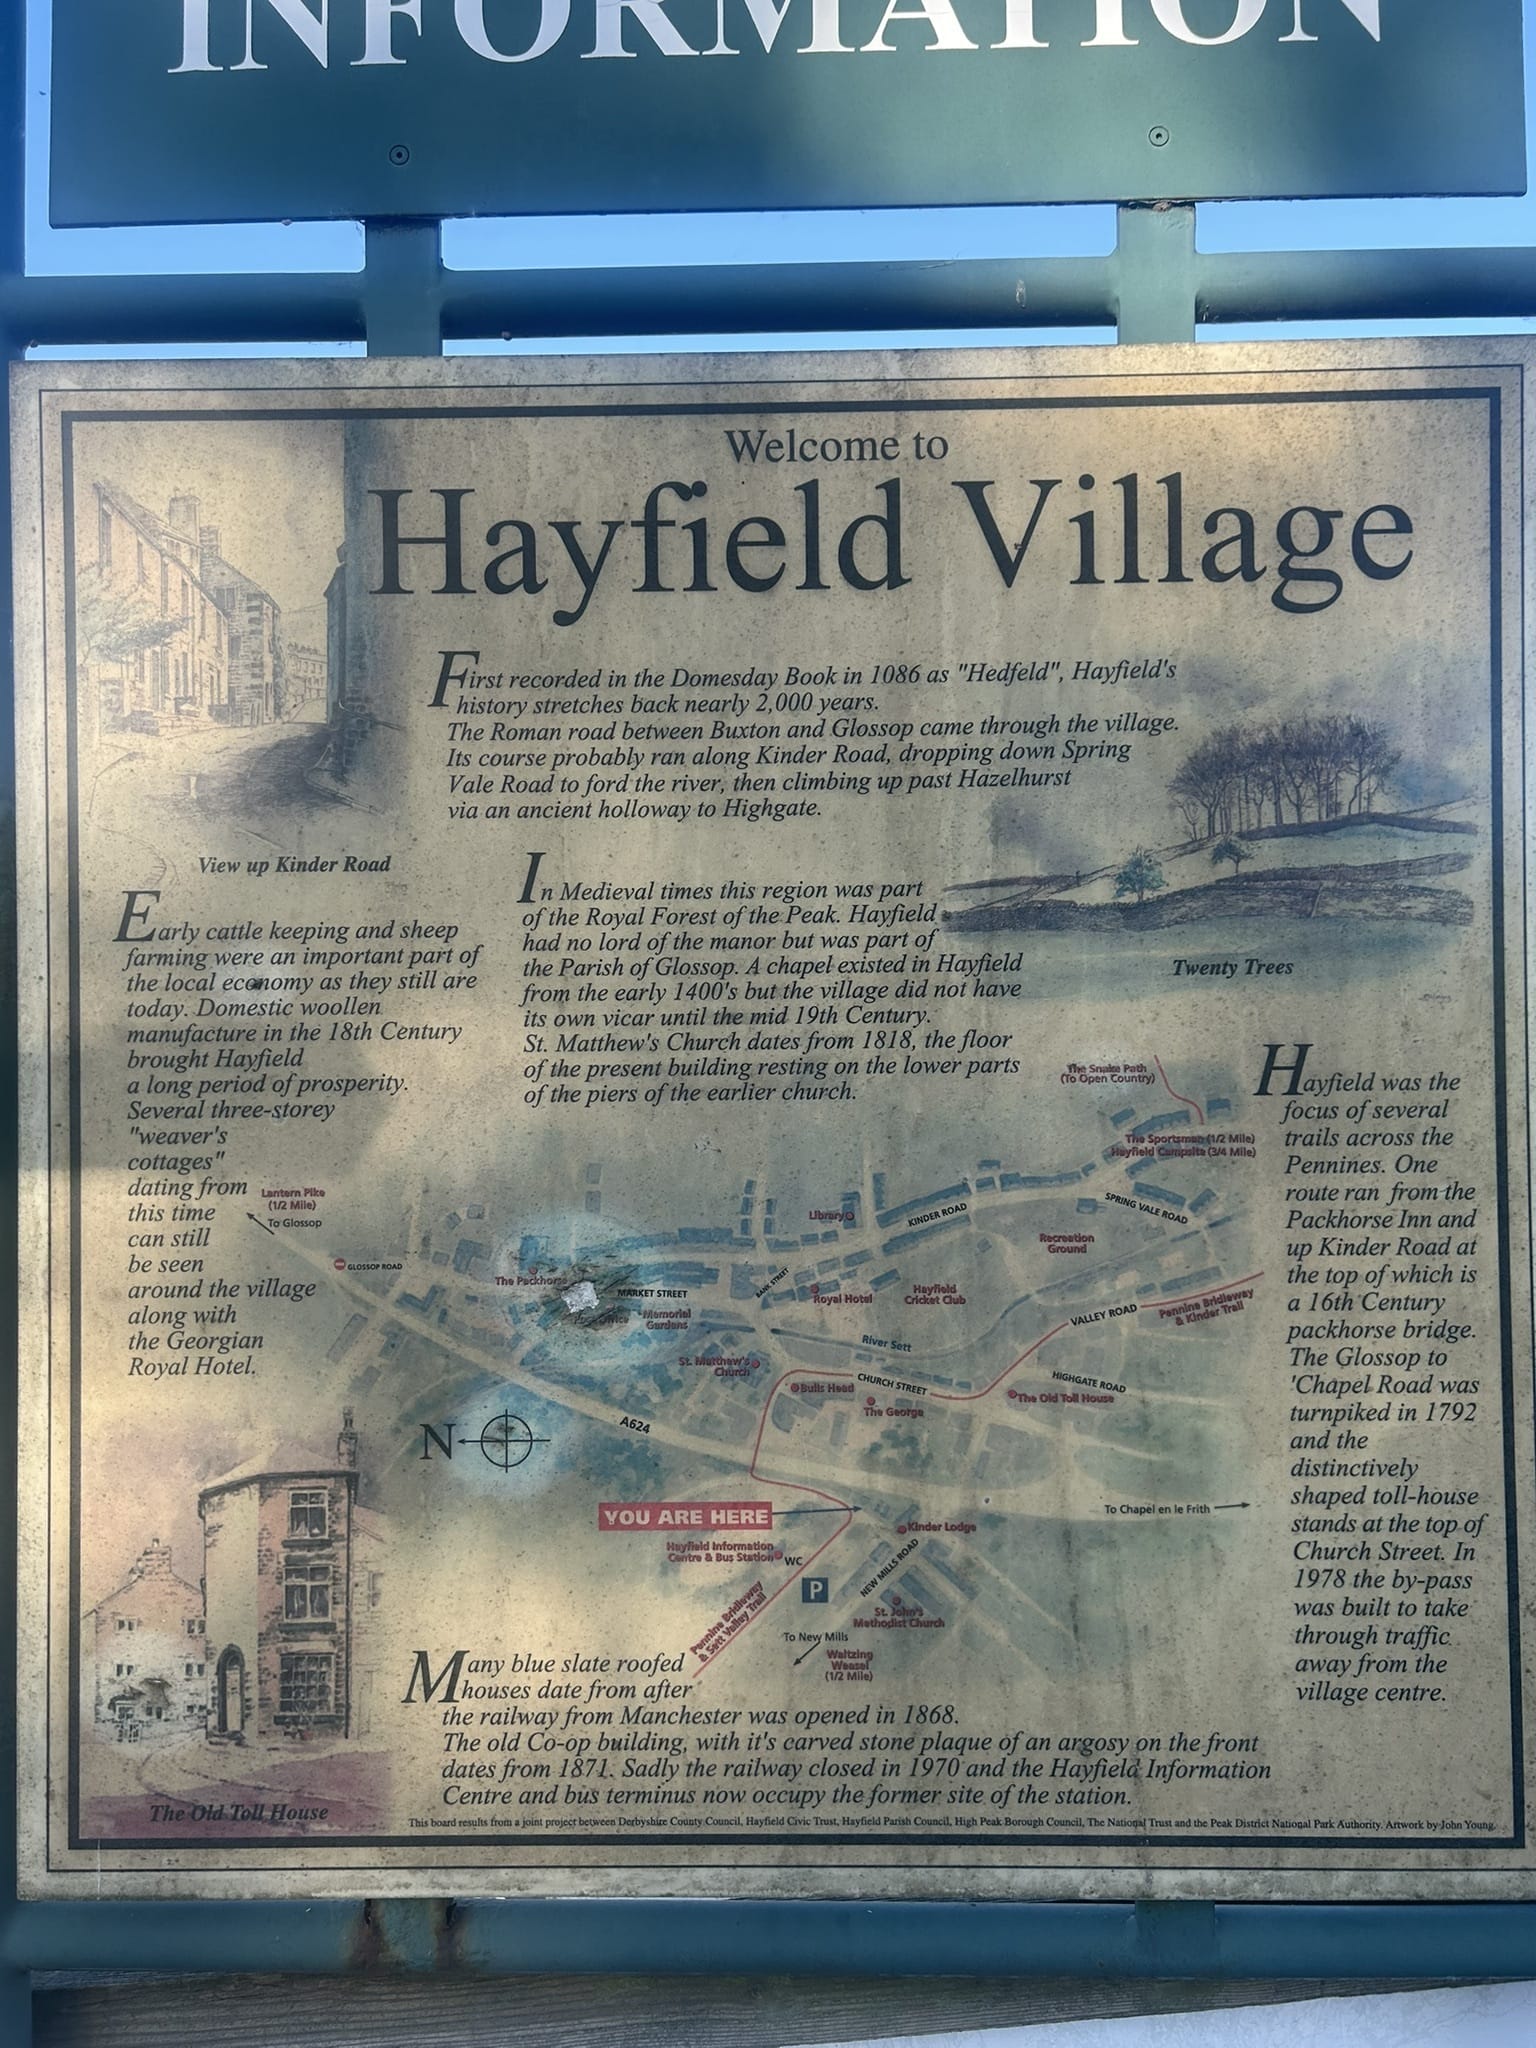 INFORMATION
Welcome to
Hayfield Village
First recorded in the Domesday Book in 1086 as "Hedfeld", Hayfield's
history stretches back nearly 2,000 years.
The Roman road between Buxton and Glossop came through the village.
Its course probably ran along Kinder Road, dropping down Spring
Vale Road to ford the river, then climbing up past Hazelhurst
via an ancient holloway to Highgate.
View up Kinder Road
Early cattle keeping and sheep
farming were an important part of
the local economy as they still are
today. Domestic woollen
manufacture in the 18th Century
brought Hayfield
a long period of prosperity.
Several three-storey
"weaver's
cottages"
dating from
this time
can still
be seen
around the village
along with
the Georgian
Royal Hotel.
In Medieval times this region was part
of the Royal Forest of the Peak. Hayfield
had no lord of the manor but was part of
the Parish of Glossop. A chapel existed in Hayfield
from the early 1400's but the village did not have
its own vicar until the mid 19th Century.
St. Matthew's Church dates from 1818, the floor
of the present building resting on the lower parts
of the piers of the earlier church.
Twenty Trees
Hayfield was the
focus of several
trails across the
Pennines. One
route ran from the
Packhorse Inn and
up Kinder Road at
the top of which is
a 16th Century
packhorse bridge.
The Glossop to
'Chapel Road was
turnpiked in 1792
and the
distinctively
shaped toll-house
stands at the top of
Church Street. In
1978 the by-pass
was built to take
through traffic
away from the
village centre.
The Snake Path
(To Open Country)
The Sportsman (1/2 Mile)
Hayfield Campsite (3/4 Mile)
Lantern Pike
(1/2 Mile)
To Glossop
GLOSSOP ROAD
The Packhorse
MARKET STREET
Post Office
Memorial
Gardens
Library
KINDER ROAD
SPRING VALE ROAD
Recreation
Ground
BANK STREET
Royal Hotel
Hayfield
Cricket Club
VALLEY ROAD
Pennine Bridleway
& Kinder Trail
River Sett
St. Matthew's
Church
CHURCH STREET
Bulls Head
The George
HIGHGATE ROAD
The Old Toll House
N
A624
YOU ARE HERE
To Chapel en le Frith
Kinder Lodge
Hayfield Information
Centre & Bus Station
WC
P
NEW MILLS ROAD
Pennine Bridleway
& Sett Valley Trail
St. John's
Methodist Church
To New Mills
Waltzing
Weasel
(1/2 Mile)
The Old Toll House
Many blue slate roofed
houses date from after
the railway from Manchester was opened in 1868.
The old Co-op building, with it's carved stone plaque of an argosy on the front
dates from 1871. Sadly the railway closed in 1970 and the Hayfield Information
Centre and bus terminus now occupy the former site of the station.
This board results from a joint project between Derbyshire County Council, Hayfield Civic Trust, Hayfield Parish Council, High Peak Borough Council, The National Trust and the Peak District National Park Authority. Artwork by John Young.